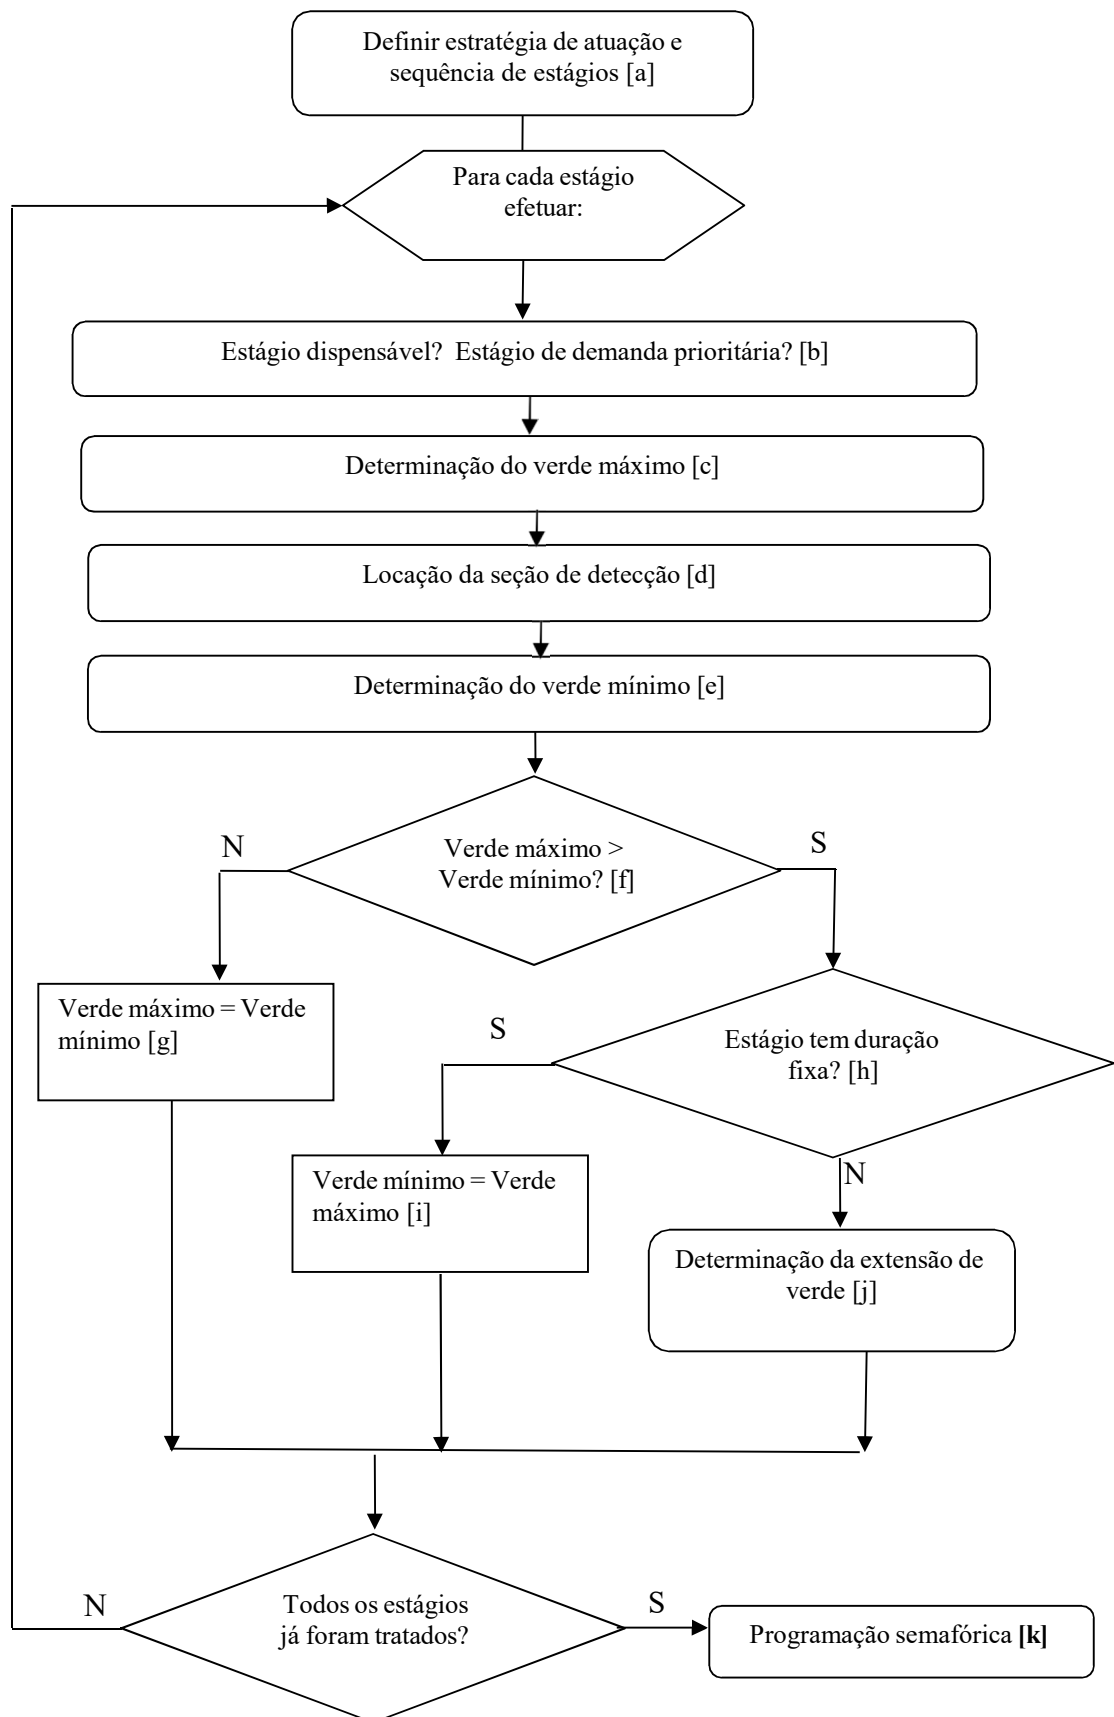 Definir estratégia de atuação e
sequência de estágios [a]
Para cada estágio
efetuar:
Estágio dispensável?  Estágio de demanda prioritária? [b]
Determinação do verde máximo [c]
Locação da seção de detecção [d]
Determinação do verde mínimo [e]
Verde máximo >
Verde mínimo? [f]
N
S
Verde máximo = Verde
mínimo [g]
Estágio tem duração
fixa? [h]
S
N
Verde mínimo = Verde
máximo [i]
Determinação da extensão de
verde [j]
Todos os estágios
já foram tratados?
N
S
Programação semafórica [k]